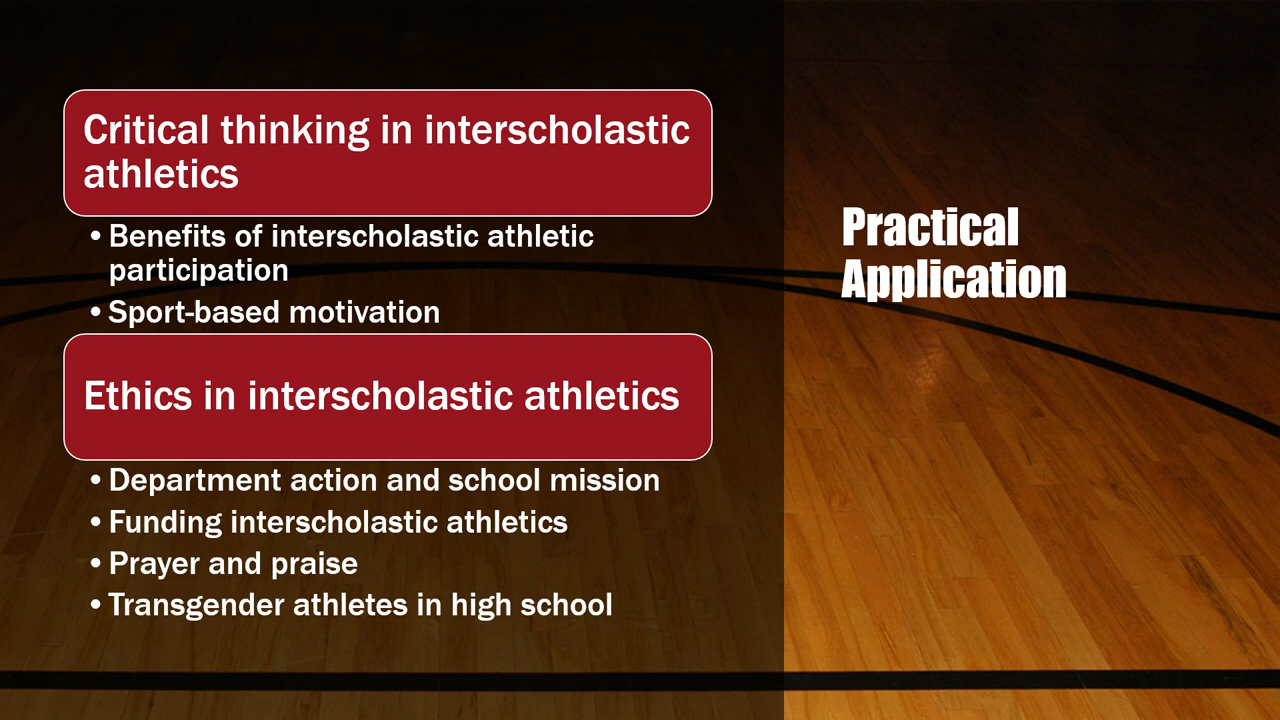 Critical thinking in interscholastic
athletics
• Benefits of interscholastic athletic
participation
• Sport-based motivation
Ethics in interscholastic athletics
• Department action and school mission
• Funding interscholastic athletics
• Prayer and praise
• Transgender athletes in high school
Practical
Application